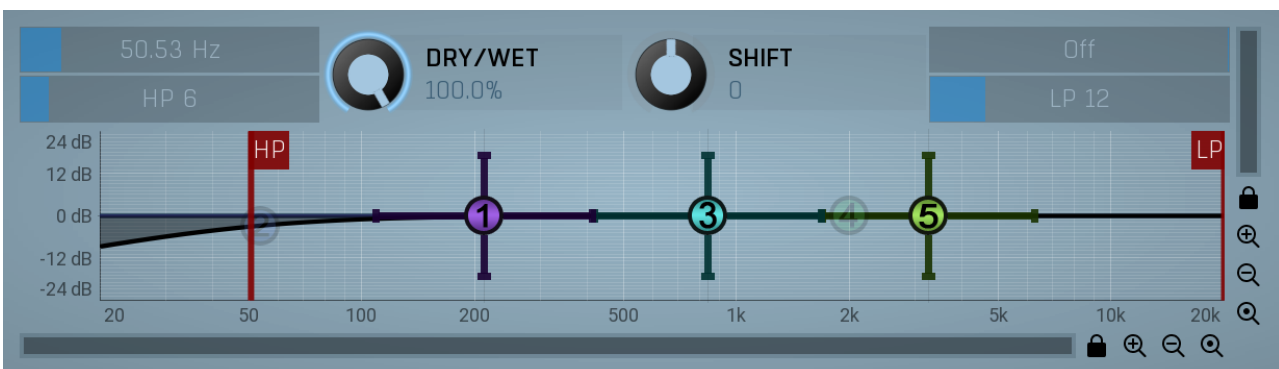 50.53 Hz
DRY/WET
SHIFT
Off
100.0%
0
HP 6
LP 12
24 dB
HP
LP
12 dB
0 dB
2
1
3
4
5
-12 dB
-24 dB
20 50 100 200 500 1k 2k 5k 10k 20k